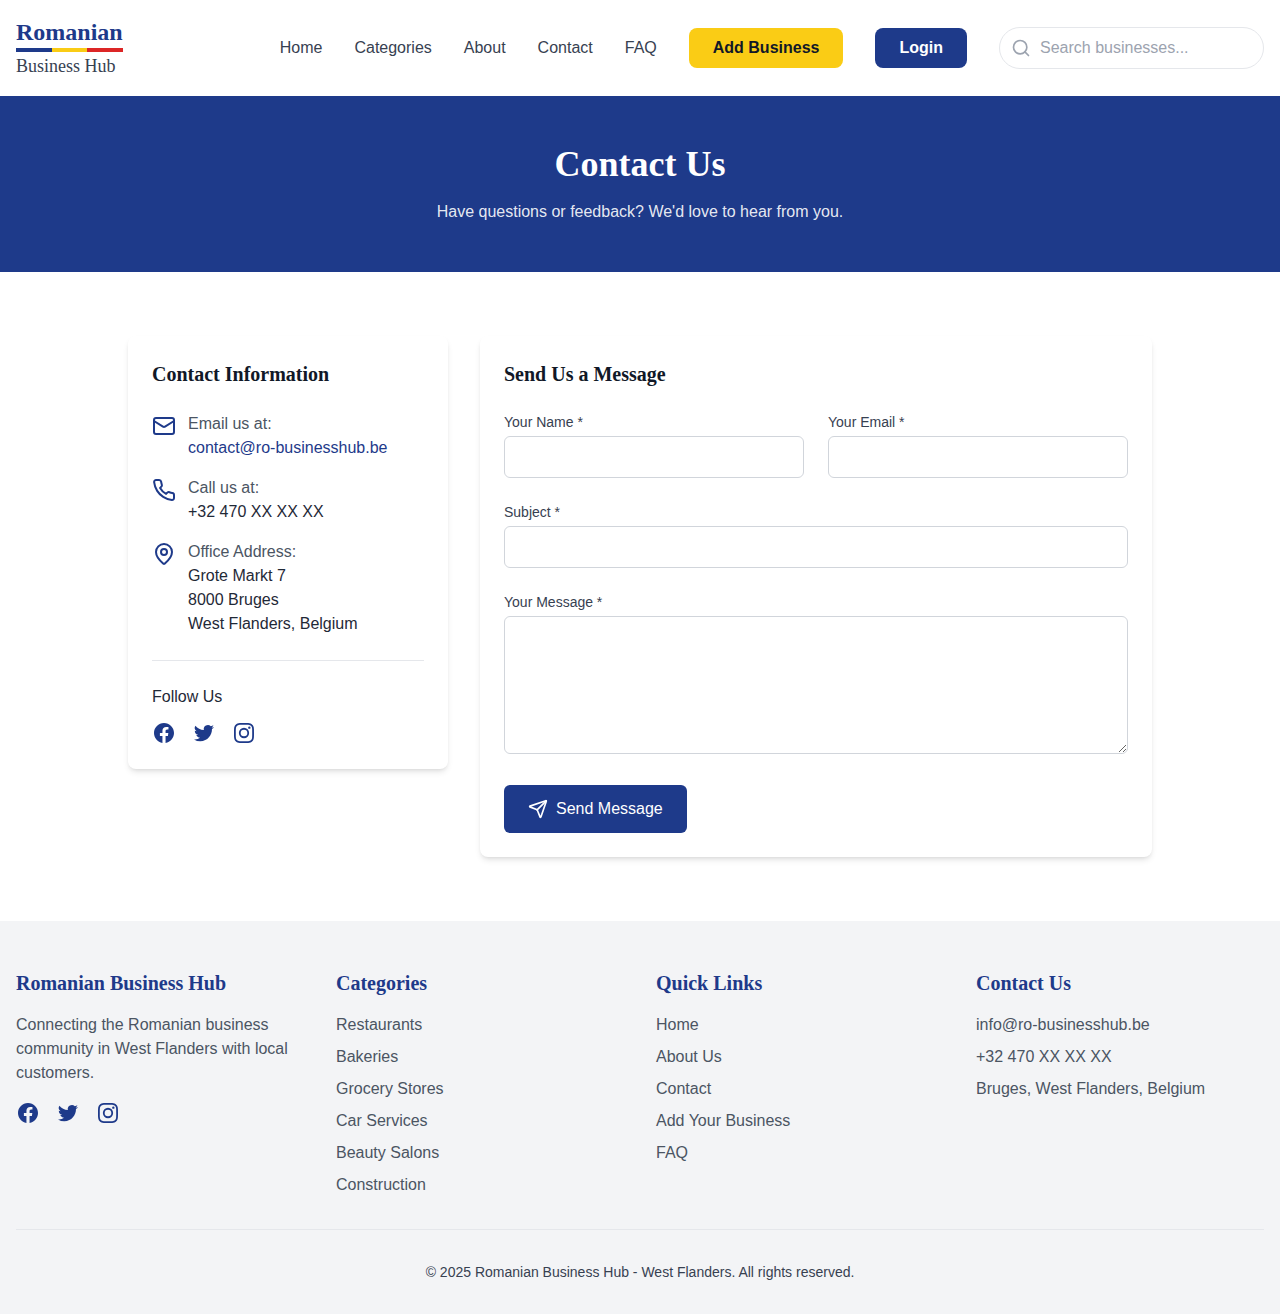 Romanian
Business Hub
Home
Categories
About
Contact
FAQ
Add Business
Login
Search businesses...
Contact Us
Have questions or feedback? We'd love to hear from you.
Contact Information
Email us at:
contact@ro-businesshub.be
Call us at:
+32 470 XX XX XX
Office Address:
Grote Markt 7
8000 Bruges
West Flanders, Belgium
Follow Us
Send Us a Message
Your Name *
Your Email *
Subject *
Your Message *
Send Message
Romanian Business Hub
Connecting the Romanian business
community in West Flanders with local
customers.
Categories
Restaurants
Bakeries
Grocery Stores
Car Services
Beauty Salons
Construction
Quick Links
Home
About Us
Contact
Add Your Business
FAQ
Contact Us
info@ro-businesshub.be
+32 470 XX XX XX
Bruges, West Flanders, Belgium
© 2025 Romanian Business Hub - West Flanders. All rights reserved.